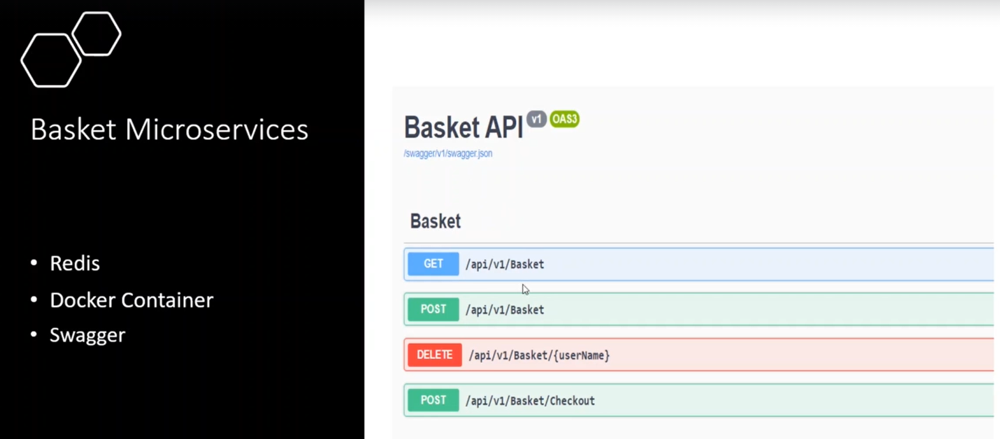 Basket Microservices
• Redis
• Docker Container
• Swagger
Basket API v1 OAS3
/swagger/v1/swagger.json
Basket
GET /api/v1/Basket
POST /api/v1/Basket
DELETE /api/v1/Basket/{userName}
POST /api/v1/Basket/Checkout